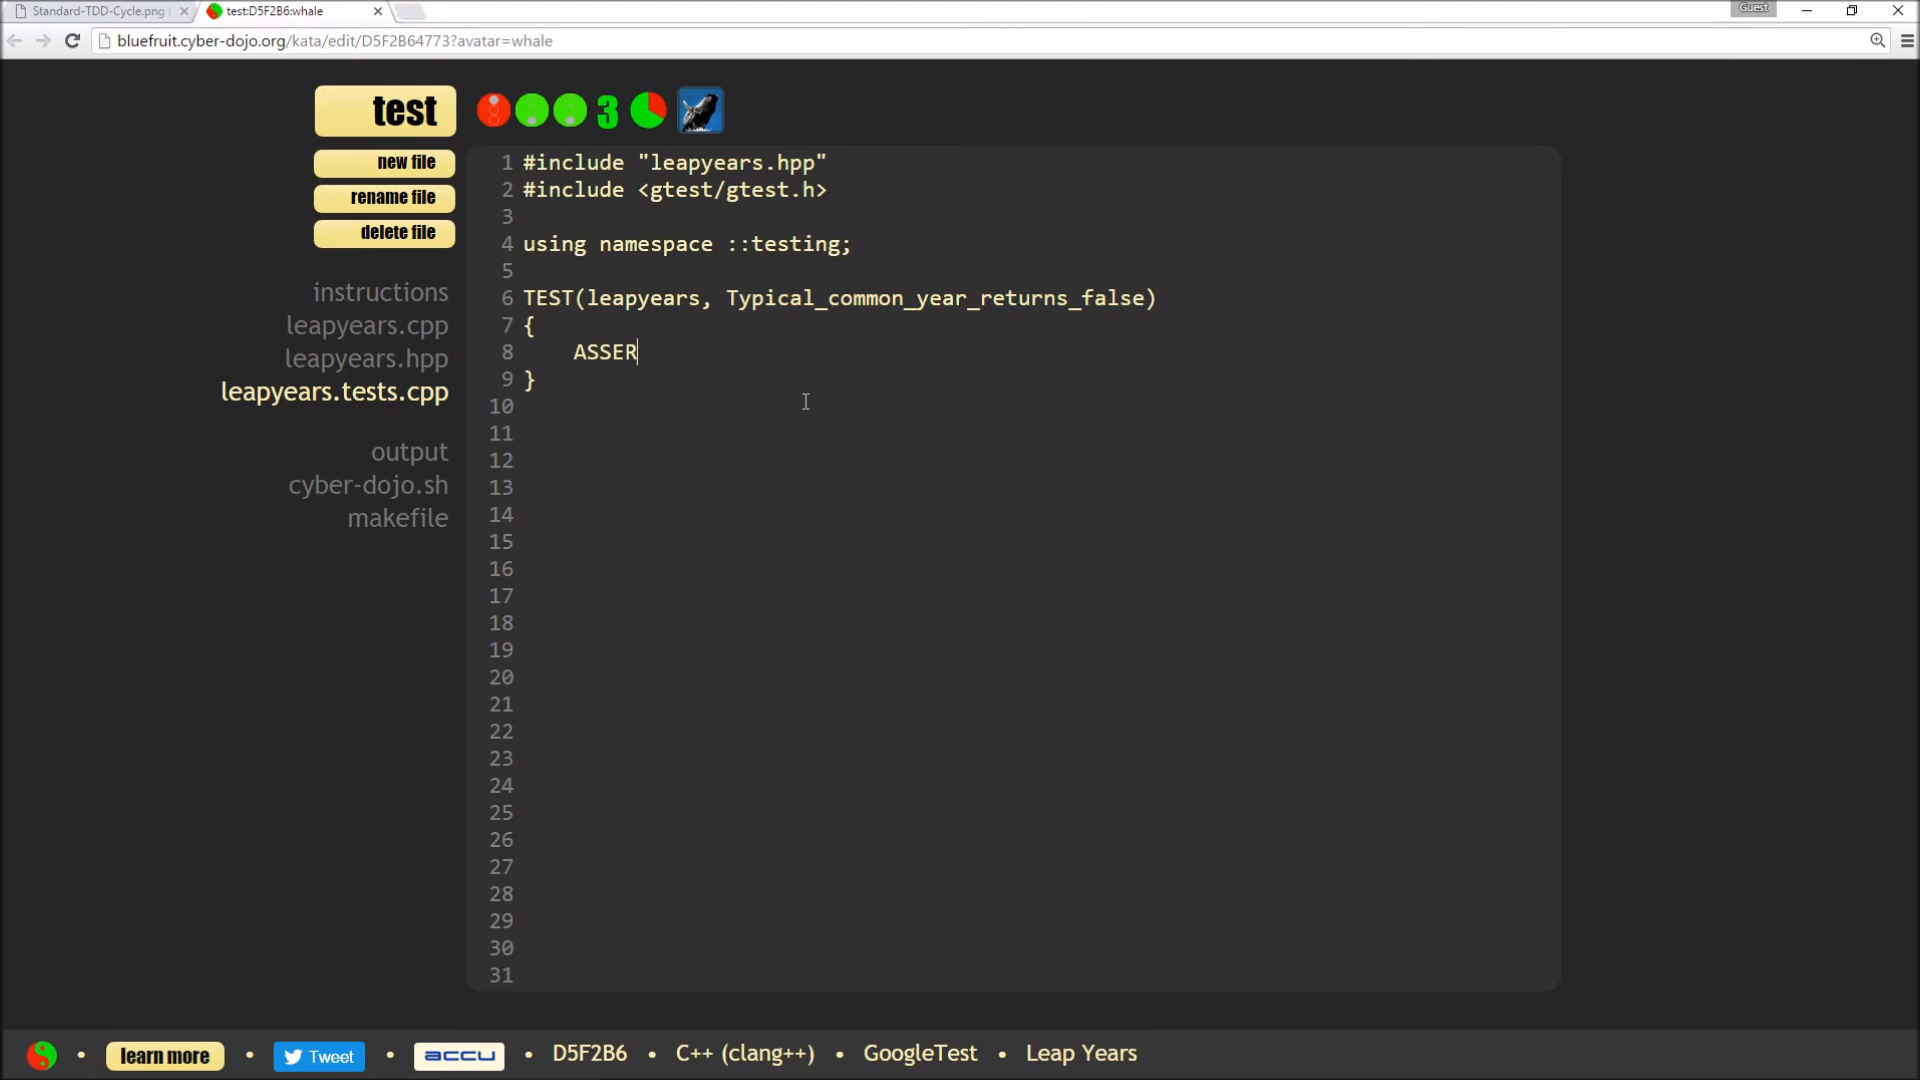 Standard-TDD-Cycle.png
test:D5F2B6:whale
Guest
bluefruit.cyber-dojo.org/kata/edit/D5F2B64773?avatar=whale
test
3
new file
rename file
delete file
instructions
leapyears.cpp
leapyears.hpp
leapyears.tests.cpp
output
cyber-dojo.sh
makefile
1 #include "leapyears.hpp"
2 #include <gtest/gtest.h>
3
4 using namespace ::testing;
5
6 TEST(leapyears, Typical_common_year_returns_false)
7 {
8     ASSER
9 }
10
11
12
13
14
15
16
17
18
19
20
21
22
23
24
25
26
27
28
29
30
31
• learn more • Tweet • accu • D5F2B6 • C++ (clang++) • GoogleTest • Leap Years